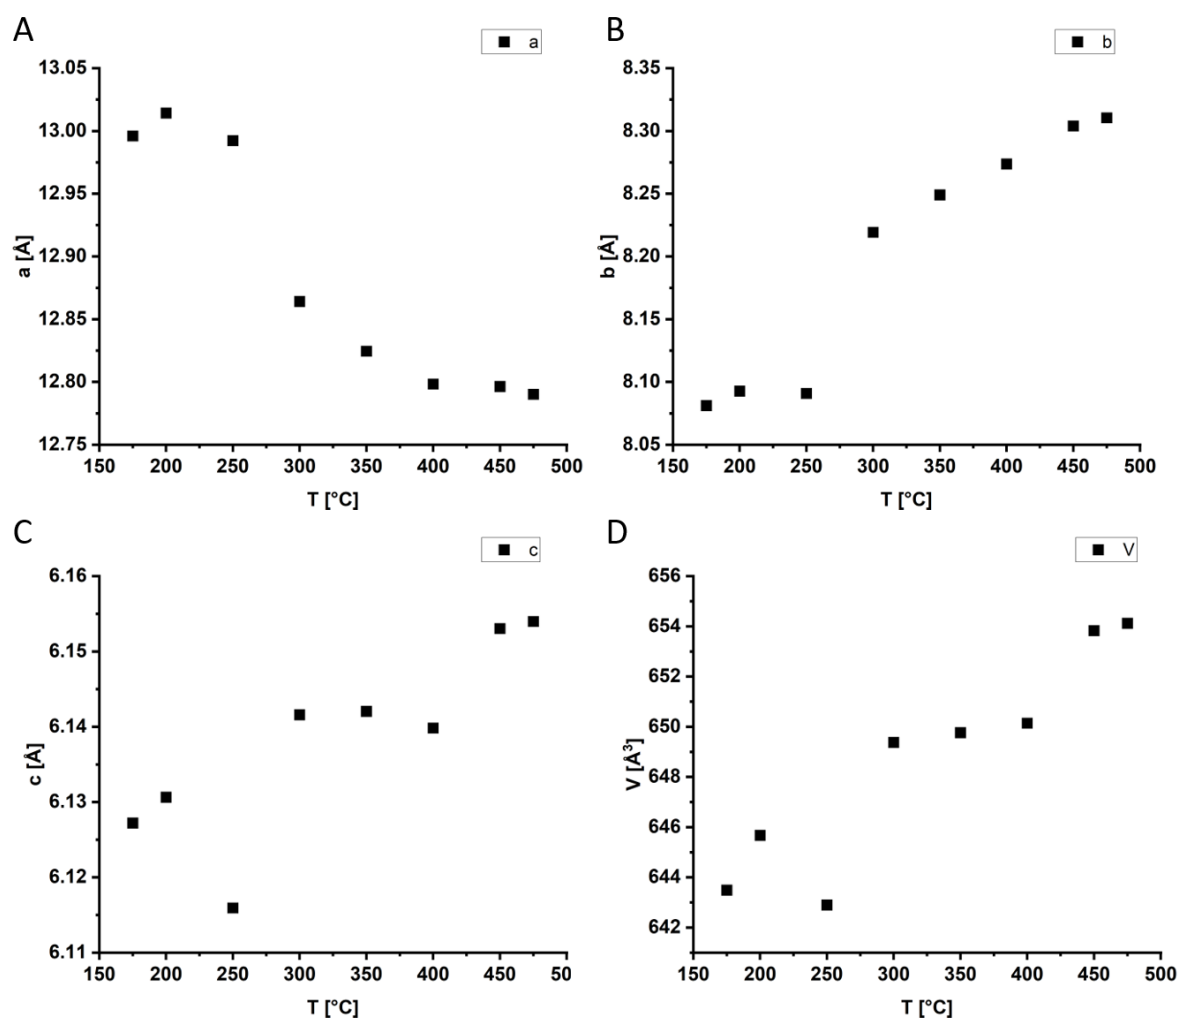 A
a
13.05
13.00
12.95
12.90
12.85
12.80
12.75
a [Å]
150 200 250 300 350 400 450 500
T [°C]
B
b
8.35
8.30
8.25
8.20
8.15
8.10
8.05
b [Å]
150 200 250 300 350 400 450 500
T [°C]
C
c
6.16
6.15
6.14
6.13
6.12
6.11
c [Å]
150 200 250 300 350 400 450 50
T [°C]
D
V
656
654
652
650
648
646
644
642
V [Å³]
150 200 250 300 350 400 450 500
T [°C]